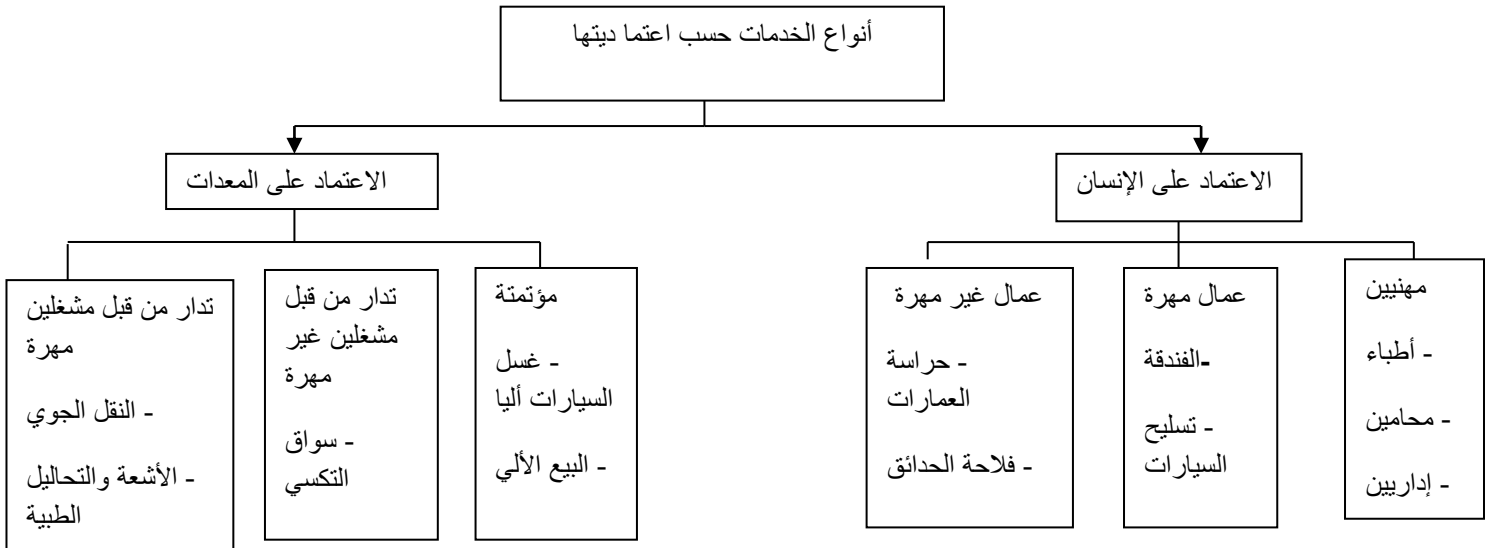 أنواع الخدمات حسب اعتما ديتها
الاعتماد على الإنسان
الاعتماد على المعدات
مهنيين
- أطباء
- محامين
- إداريين
عمال مهرة
-الفندقة
- تسليح
السيارات
عمال غير مهرة
- حراسة
العمارات
- فلاحة الحدائق
مؤتمتة
- غسل
السيارات أليا
- البيع الألي
تدار من قبل
مشغلين غير
مهرة
- سواق
التكسي
تدار من قبل مشغلين
مهرة
- النقل الجوي
- الأشعة والتحاليل
الطبية